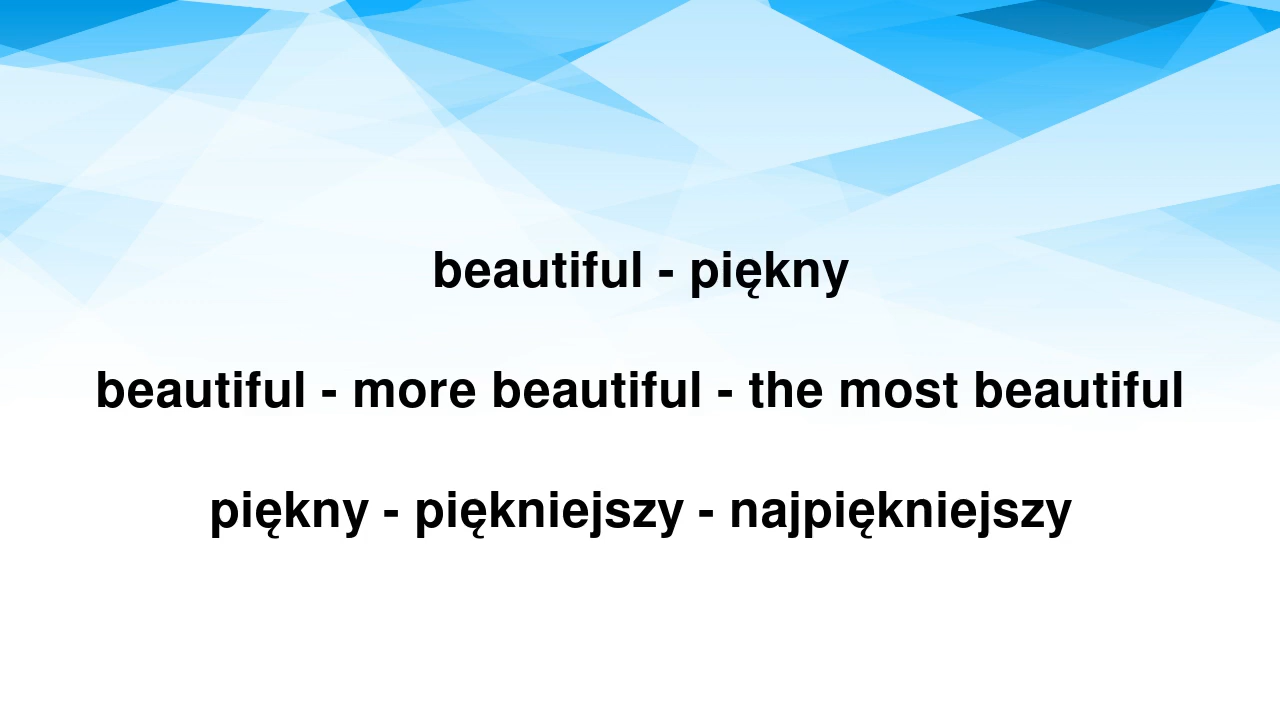 beautiful - piękny
beautiful - more beautiful - the most beautiful
piękny - piękniejszy - najpiękniejszy